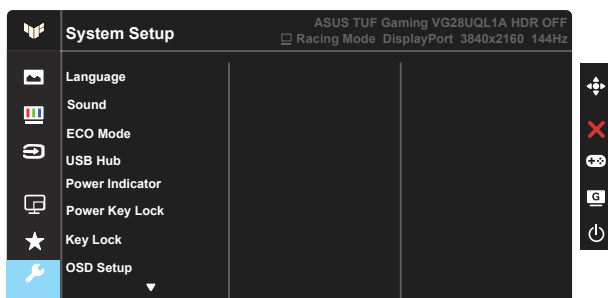 System Setup
ASUS TUF Gaming VG28UQL1A HDR OFF
Racing Mode DisplayPort 3840x2160 144Hz
Language
Sound
ECO Mode
USB Hub
Power Indicator
Power Key Lock
Key Lock
OSD Setup
G